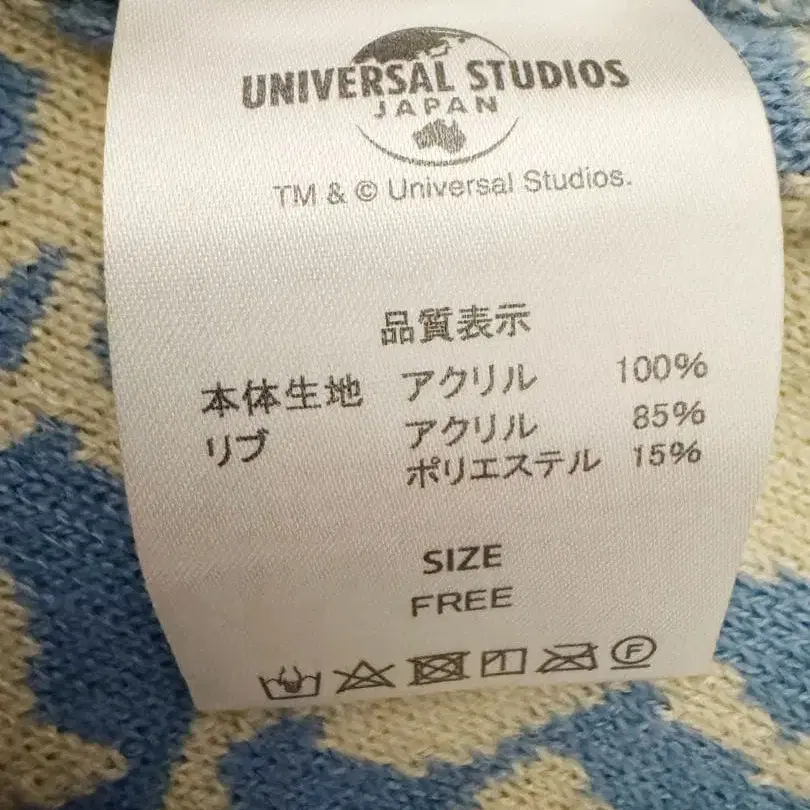 UNIVERSAL STUDIOS
JAPAN
TM & © Universal Studios.
品質表示
本体生地 アクリル 100%
リブ アクリル 85%
ポリエステル 15%
SIZE
FREE
F